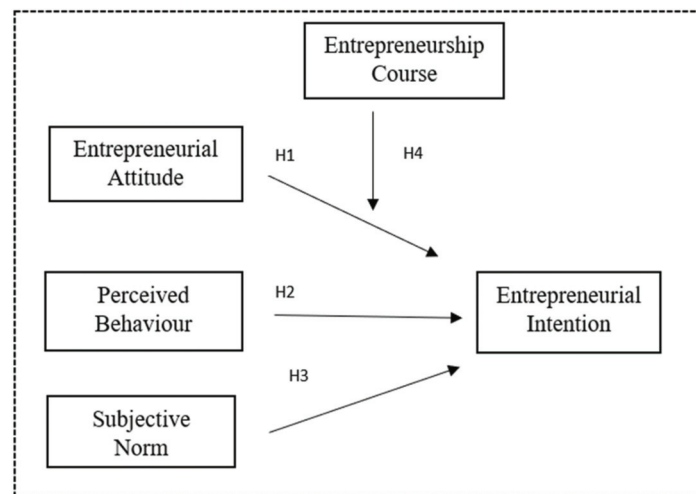 Entrepreneurship
Course
Entrepreneurial
Attitude
H1
H4
Perceived
Behaviour
H2
Entrepreneurial
Intention
H3
Subjective
Norm